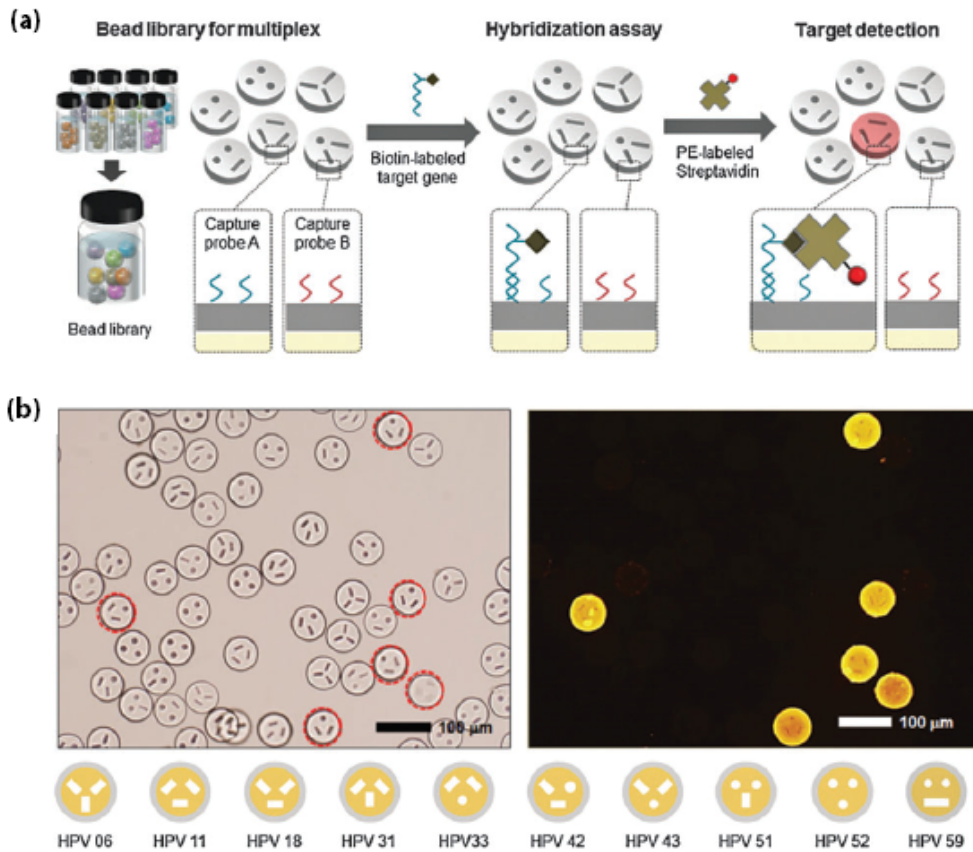 (a)
Bead library for multiplex
Hybridization assay
Target detection
Biotin-labeled
target gene
PE-labeled
Streptavidin
Capture
probe A
Capture
probe B
Bead library
(b)
100 μm
100 μm
HPV 06
HPV 11
HPV 18
HPV 31
HPV33
HPV 42
HPV 43
HPV 51
HPV 52
HPV 59